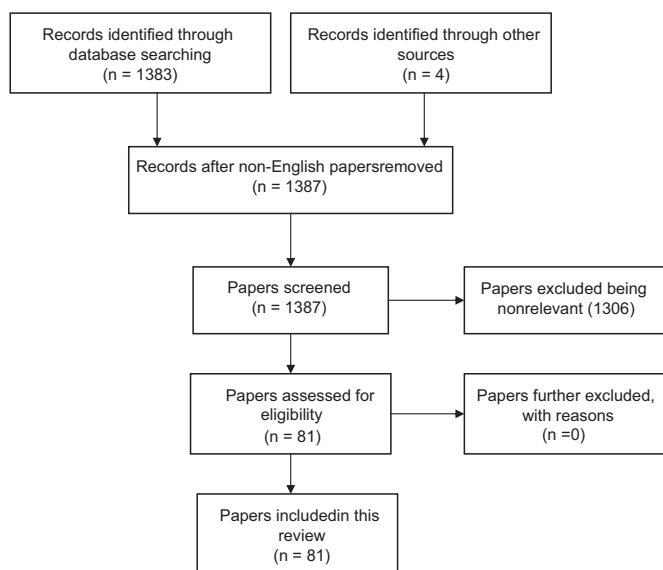 Records identified through
database searching
(n = 1383)
Records identified through other
sources
(n = 4)
Records after non-English papersremoved
(n = 1387)
Papers screened
(n = 1387)
Papers excluded being
nonrelevant (1306)
Papers assessed for
eligibility
(n = 81)
Papers further excluded,
with reasons
(n =0)
Papers includedin this
review
(n = 81)